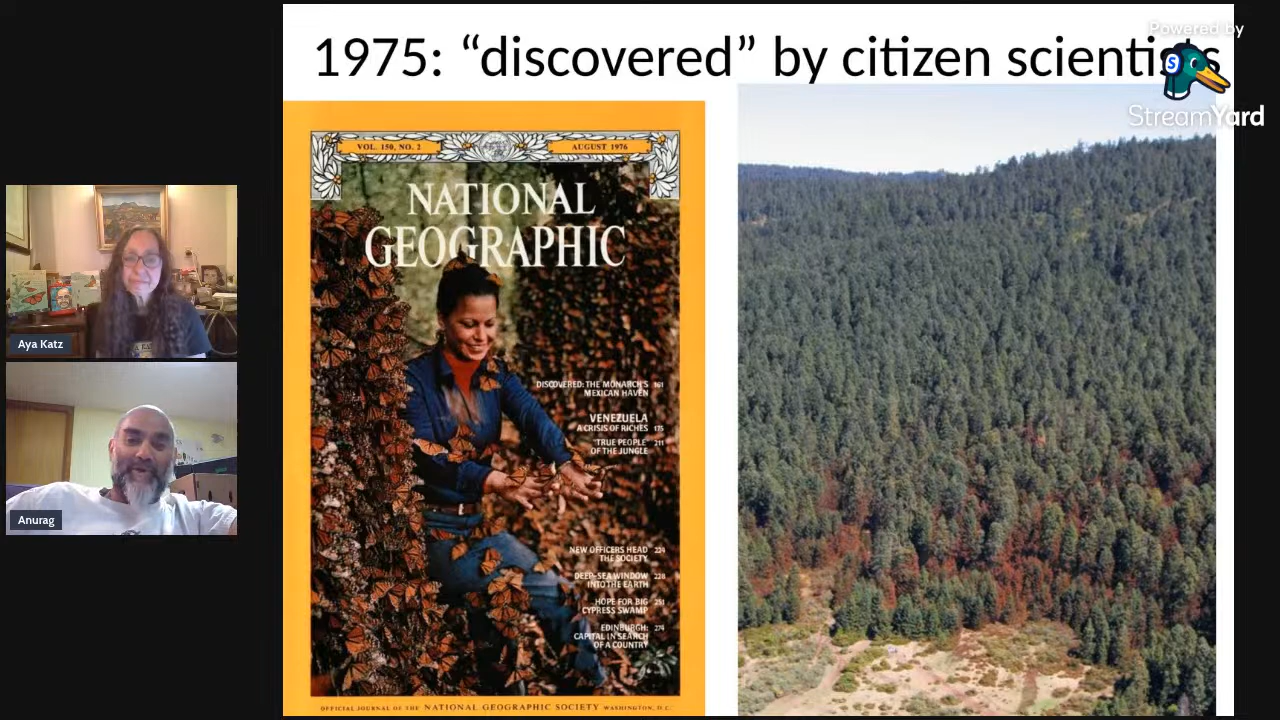 1975: “discovered” by citizen scientists
Powered by
StreamYard
VOL. 150, NO. 2
AUGUST 1976
NATIONAL
GEOGRAPHIC
DISCOVERED: THE MONARCH'S 161
MEXICAN HAVEN
VENEZUELA
A CRISIS OF RICHES 175
"TRUE PEOPLE" 211
OF THE JUNGLE
NEW OFFICERS HEAD 224
THE SOCIETY
DEEP-SEA WINDOW 228
INTO THE EARTH
HOPE FOR BIG 251
CYPRESS SWAMP
EDINBURGH: 274
CAPITAL IN SEARCH
OF A COUNTRY
OFFICIAL JOURNAL OF THE NATIONAL GEOGRAPHIC SOCIETY WASHINGTON, D.C.
Aya Katz
Anurag